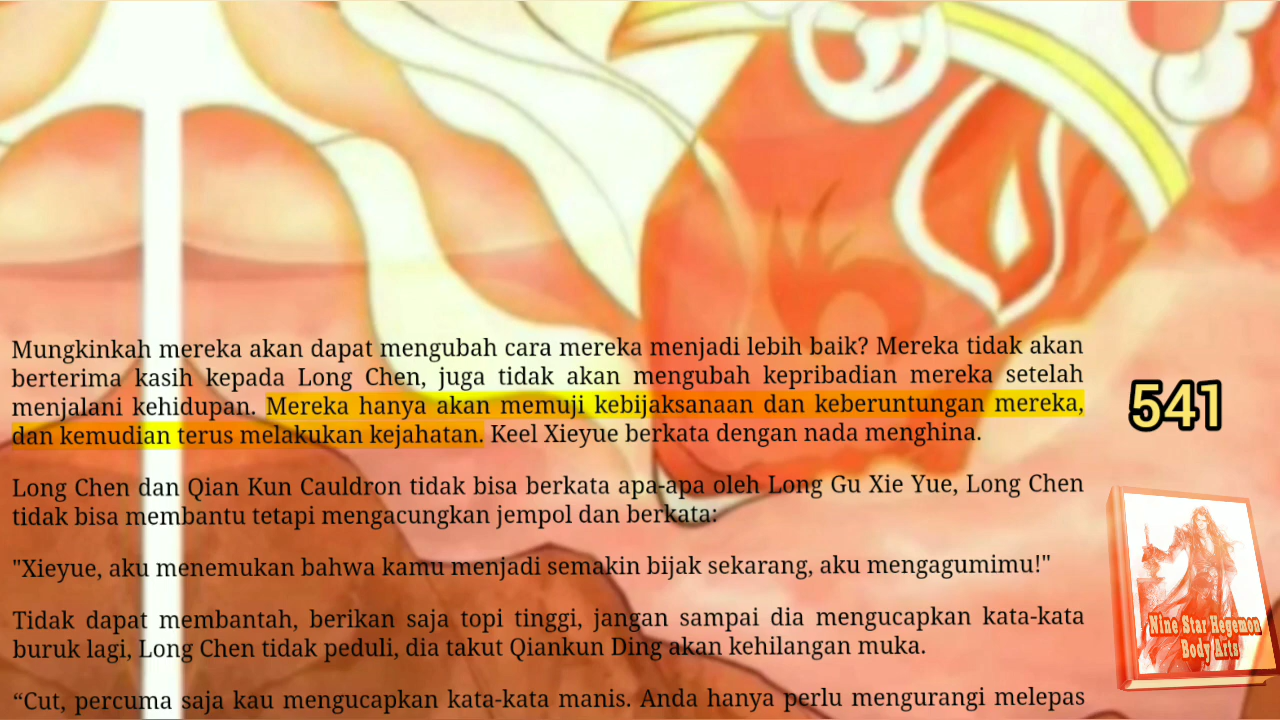 Mungkinkah mereka akan dapat mengubah cara mereka menjadi lebih baik? Mereka tidak akan
berterima kasih kepada Long Chen, juga tidak akan mengubah kepribadian mereka setelah
menjalani kehidupan. Mereka hanya akan memuji kebijaksanaan dan keberuntungan mereka,
dan kemudian terus melakukan kejahatan. Keel Xieyue berkata dengan nada menghina.
Long Chen dan Qian Kun Cauldron tidak bisa berkata apa-apa oleh Long Gu Xie Yue, Long Chen
tidak bisa membantu tetapi mengacungkan jempol dan berkata:
"Xieyue, aku menemukan bahwa kamu menjadi semakin bijak sekarang, aku mengagumimu!"
Tidak dapat membantah, berikan saja topi tinggi, jangan sampai dia mengucapkan kata-kata
buruk lagi, Long Chen tidak peduli, dia takut Qiankun Ding akan kehilangan muka.
“Cut, percuma saja kau mengucapkan kata-kata manis. Anda hanya perlu mengurangi melepas
541
Nine Star Hegemon
Body Arts